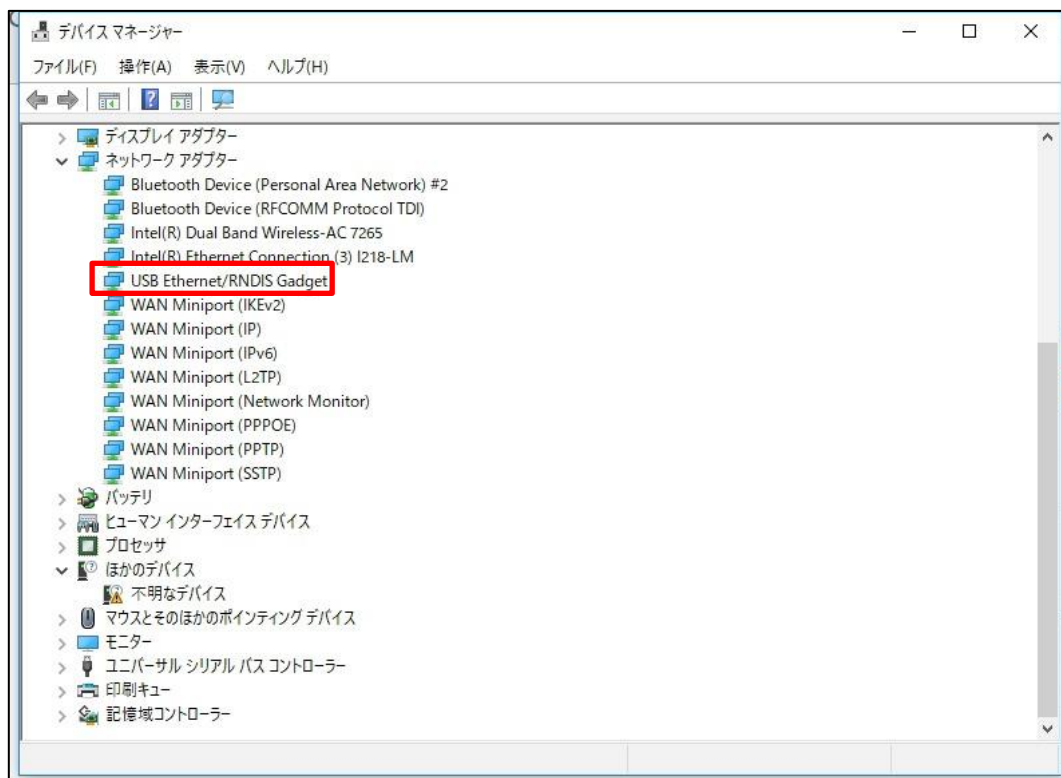 デバイス マネージャー
ファイル(F) 操作(A) 表示(V) ヘルプ(H)
ディスプレイ アダプター
ネットワーク アダプター
Bluetooth Device (Personal Area Network) #2
Bluetooth Device (RFCOMM Protocol TDI)
Intel(R) Dual Band Wireless-AC 7265
Intel(R) Ethernet Connection (3) I218-LM
USB Ethernet/RNDIS Gadget
WAN Miniport (IKEv2)
WAN Miniport (IP)
WAN Miniport (IPv6)
WAN Miniport (L2TP)
WAN Miniport (Network Monitor)
WAN Miniport (PPPOE)
WAN Miniport (PPTP)
WAN Miniport (SSTP)
バッテリ
ヒューマン インターフェイス デバイス
プロセッサ
ほかのデバイス
不明なデバイス
マウスとそのほかのポインティング デバイス
モニター
ユニバーサル シリアル バス コントローラー
印刷キュー
記憶域コントローラー